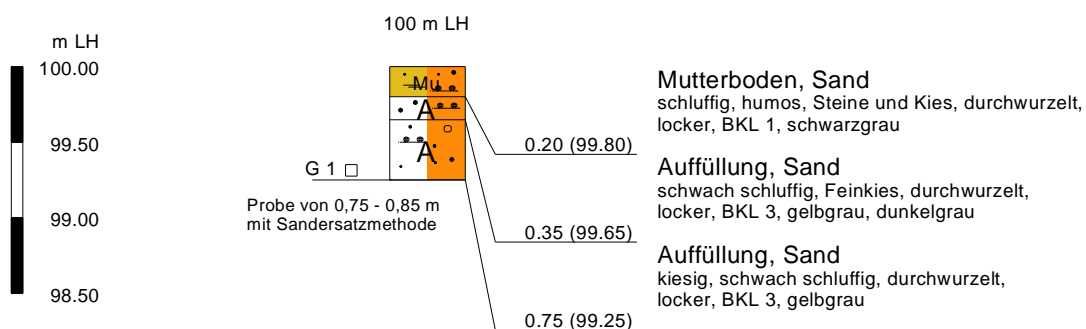 100 m LH
m LH
100.00
99.50
99.00
98.50
Mu
A
A
G 1
Probe von 0,75 - 0,85 m
mit Sandersatzmethode
0.20 (99.80)
0.35 (99.65)
0.75 (99.25)
Mutterboden, Sand
schluffig, humos, Steine und Kies, durchwurzelt,
locker, BKL 1, schwarzgrau
Auffüllung, Sand
schwach schluffig, Feinkies, durchwurzelt,
locker, BKL 3, gelbgrau, dunkelgrau
Auffüllung, Sand
kiesig, schwach schluffig, durchwurzelt,
locker, BKL 3, gelbgrau